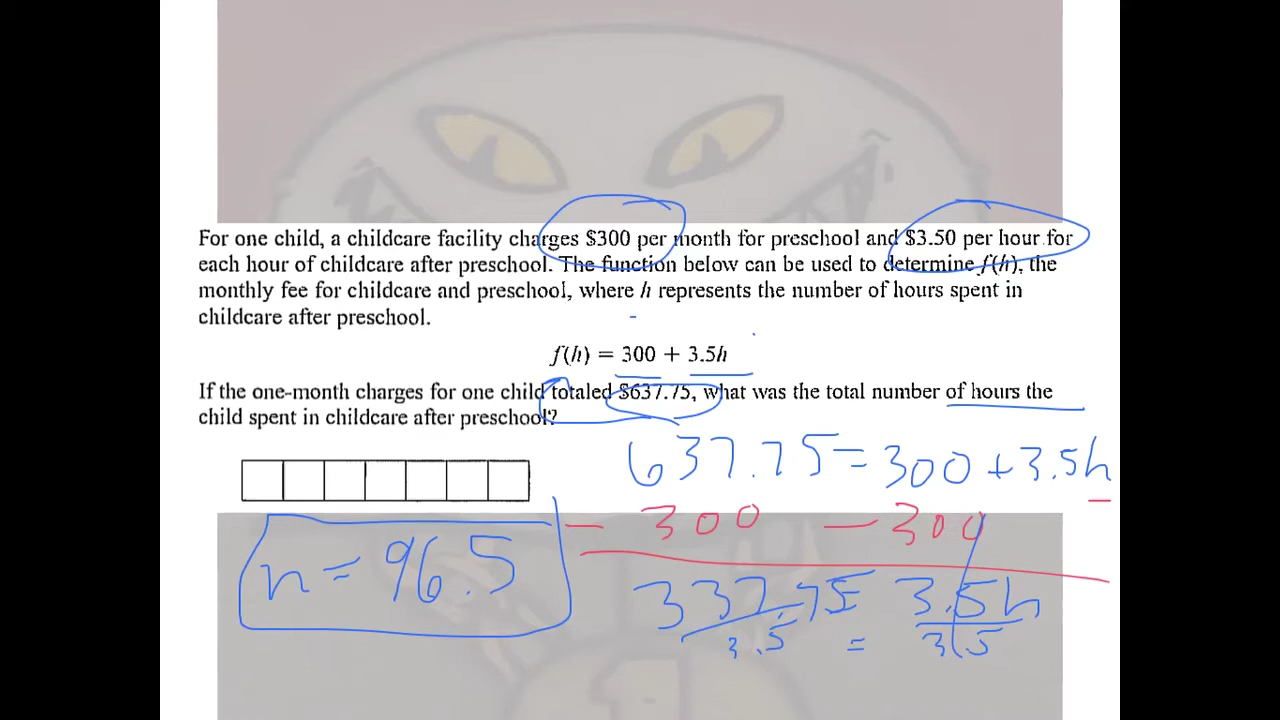 For one child, a childcare facility charges $300 per month for preschool and $3.50 per hour for
each hour of childcare after preschool. The function below can be used to determine f(h), the
monthly fee for childcare and preschool, where h represents the number of hours spent in
childcare after preschool.
f(h) = 300 + 3.5h
If the one-month charges for one child totaled $637.75, what was the total number of hours the
child spent in childcare after preschool?
637.75 = 300 + 3.5h
- 300 - 300
337.75 = 3.5h
3.5 = 3.5
h = 96.5